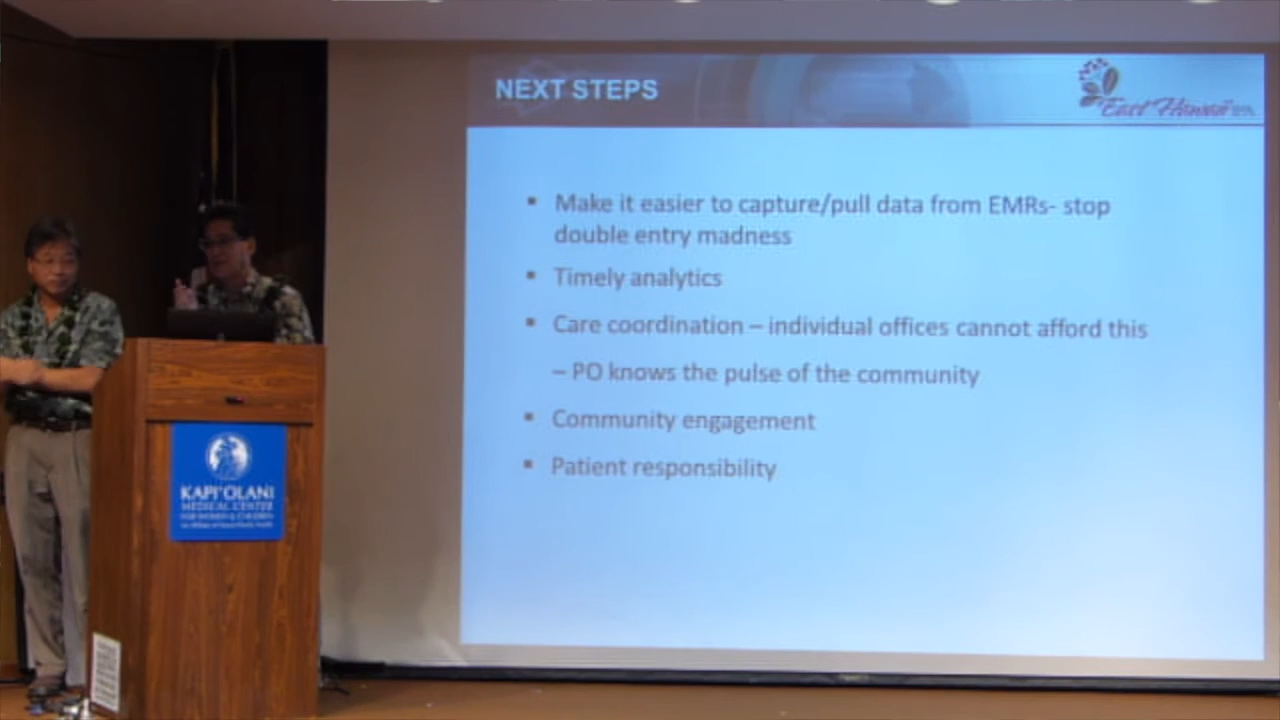 NEXT STEPS
East Hawaii IPA
▪ Make it easier to capture/pull data from EMRs- stop
double entry madness
▪ Timely analytics
▪ Care coordination – individual offices cannot afford this
– PO knows the pulse of the community
▪ Community engagement
▪ Patient responsibility
KAPI'OLANI
MEDICAL CENTER
FOR WOMEN & CHILDREN